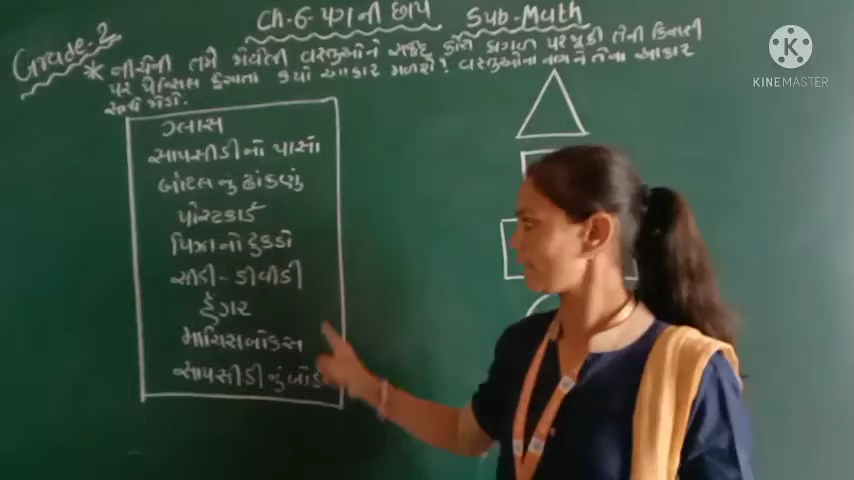 Ch-6-પગની છાપ Sub-Math
Grade-2
* નીચેની તમે મેળવેલી વસ્તુઓને સફેદ કોરા કાગળ પર મૂકી તેની કિનારી
પર પેન્સિલ ફેરવતા કયો આકાર મળશે? વસ્તુઓના નામ ને તેના આકાર
સાથે જોડો.
ગ્લાસ
સાપસીડીનો પાસાં
બોટલનું ઢાંકણું
પોસ્ટકાર્ડ
પિઝાનો ટુકડો
સીડી-ડીવીડી
હેંગર
માચિસબોક્સ
સાપસીડીનું બોર્ડ
K
KINEMASTER